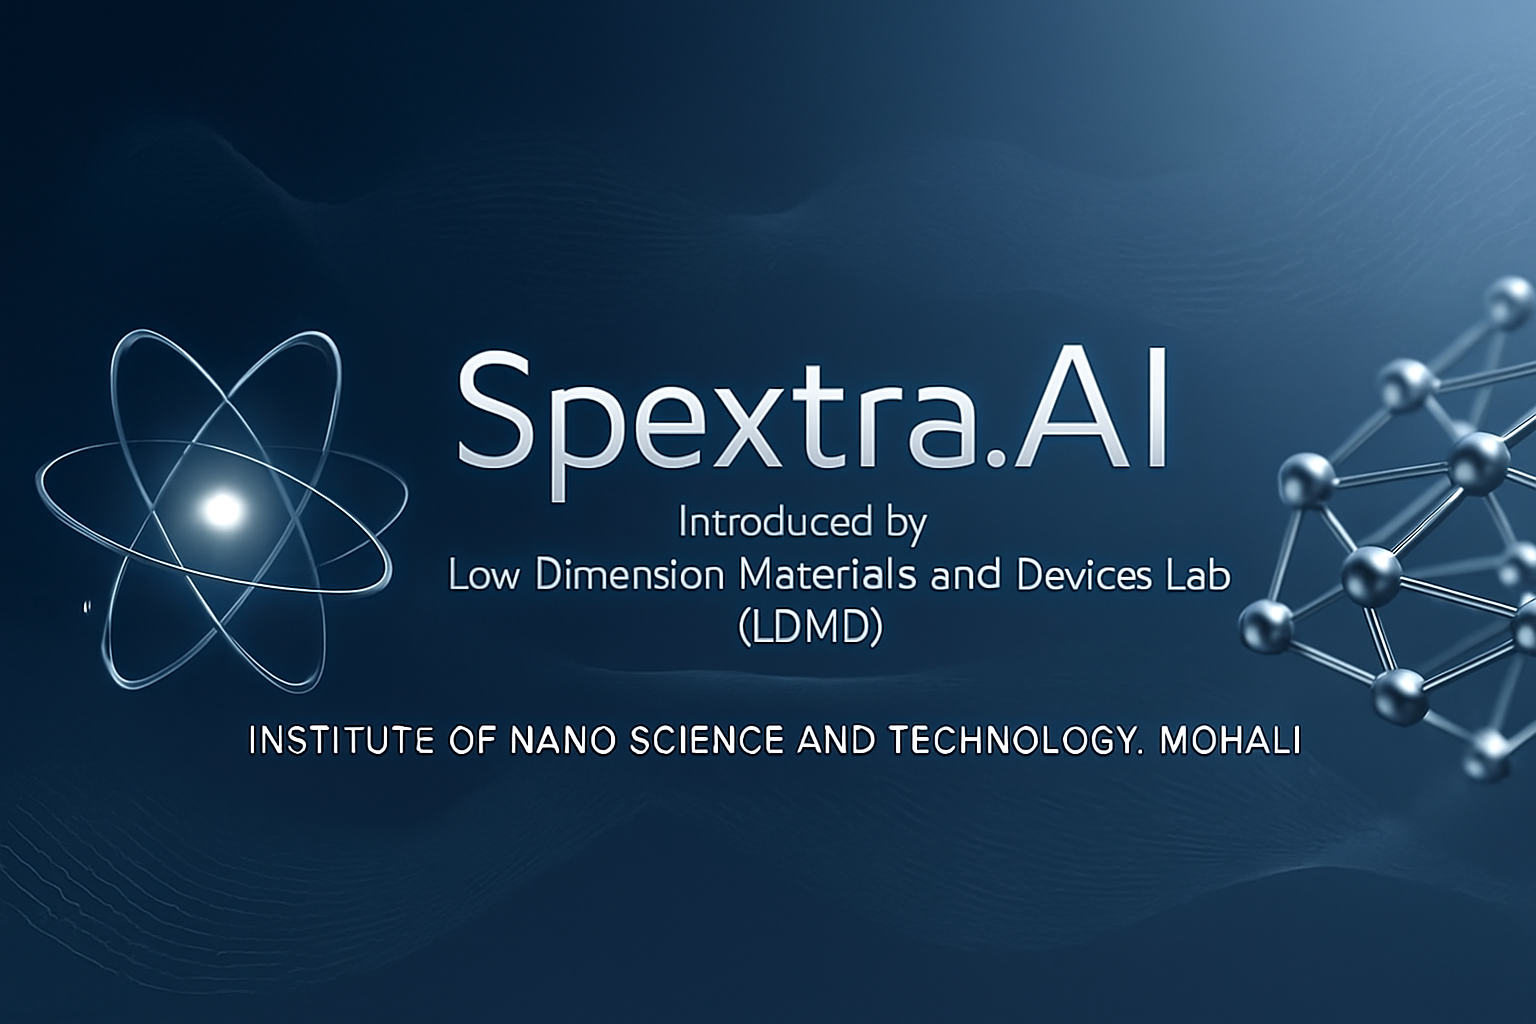 Spextra.AI
Introduced by
Low Dimension Materials and Devices Lab
(LDMD)
INSTITUTE OF NANO SCIENCE AND TECHNOLOGY. MOHALI